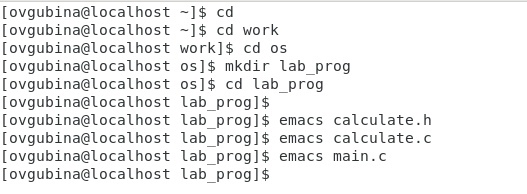 [ovgubina@localhost ~]$ cd
[ovgubina@localhost ~]$ cd work
[ovgubina@localhost work]$ cd os
[ovgubina@localhost os]$ mkdir lab_prog
[ovgubina@localhost os]$ cd lab_prog
[ovgubina@localhost lab_prog]$
[ovgubina@localhost lab_prog]$ emacs calculate.h
[ovgubina@localhost lab_prog]$ emacs calculate.c
[ovgubina@localhost lab_prog]$ emacs main.c
[ovgubina@localhost lab_prog]$